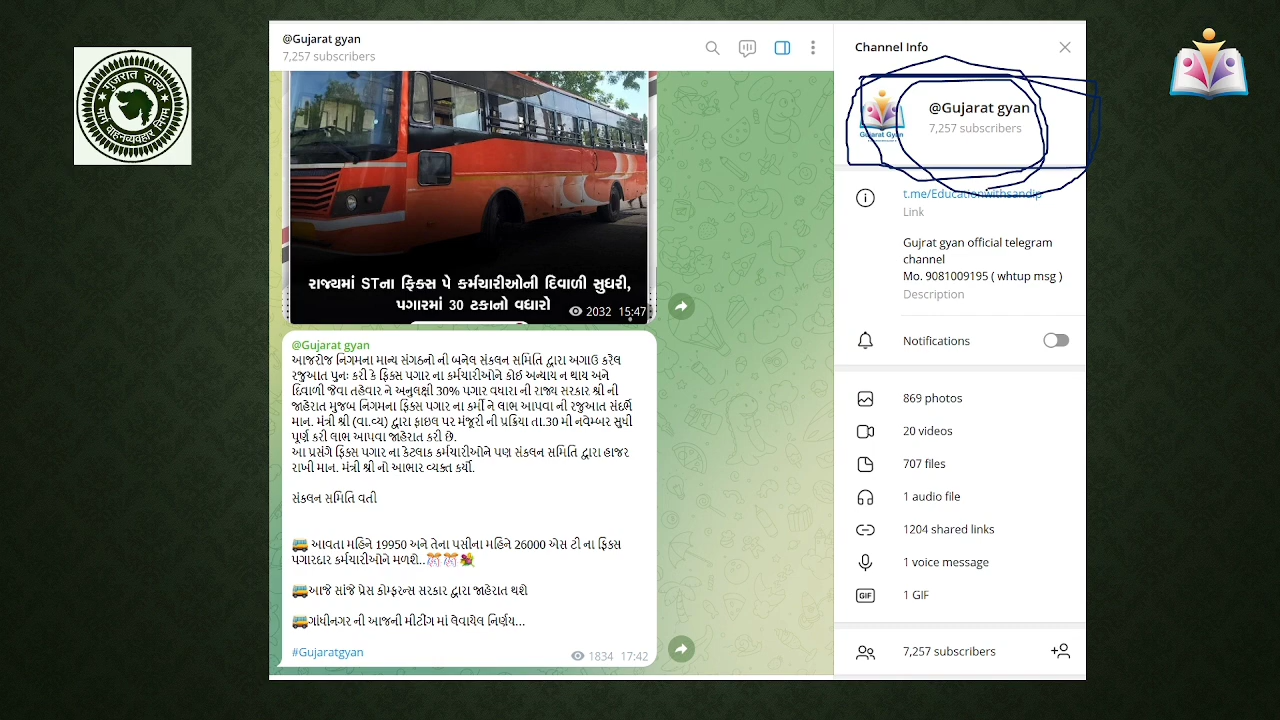 @Gujarat gyan
7,257 subscribers
રાજ્યમાં STના ફિક્સ પે કર્મચારીઓની દિવાળી સુધરી,
પગારમાં 30 ટકાનો વધારો
2032 15:47
@Gujarat gyan
આજરોજ નિગમના માન્ય સંગઠનો ની બનેલ સંકલન સમિતિ દ્વારા અગાઉ કરેલ
રજુઆત પુનઃ કરી કે ફિક્સ પગાર ના કર્મચારીઓને કોઈ અન્યાય ન થાય અને
દિવાળી જેવા તહેવાર ને અનુલક્ષી 30% પગાર વધારા ની રાજ્ય સરકાર શ્રી ની
જાહેરાત મુજબ નિગમના ફિક્સ પગાર ના કર્મી ને લાભ આપવા ની રજુઆત સંદર્ભે
માન. મંત્રી શ્રી (વા.વ્ય) દ્વારા ફાઇલ પર મંજૂરી ની પ્રક્રિયા તા.30 મી નવેમ્બર સુધી
પૂર્ણ કરી લાભ આપવા જાહેરાત કરી છે.
આ પ્રસંગે ફિક્સ પગાર ના કેટલાક કર્મચારીઓને પણ સંકલન સમિતિ દ્વારા હાજર
રાખી માન. મંત્રી શ્રી નો આભાર વ્યક્ત કર્યો.
સંકલન સમિતિ વતી
🚌 આવતા મહિને 19950 અને તેના પછીના મહિને 26000 એસ ટી ના ફિક્સ
પગારદાર કર્મચારીઓને મળશે..🎊🎊💐
🚌આજે સાંજે પ્રેસ કોન્ફરન્સ સરકાર દ્વારા જાહેરાત થશે
🚌ગાંધીનગર ની આજની મીટીંગ માં લેવાયેલ નિર્ણય...
#Gujaratgyan
1834 17:42
Channel Info
Gujarat Gyan
@Gujarat gyan
7,257 subscribers
t.me/Educationwithsandip
Link
Gujrat gyan official telegram
channel
Mo. 9081009195 ( whtup msg )
Description
Notifications
869 photos
20 videos
707 files
1 audio file
1204 shared links
1 voice message
GIF 1 GIF
7,257 subscribers